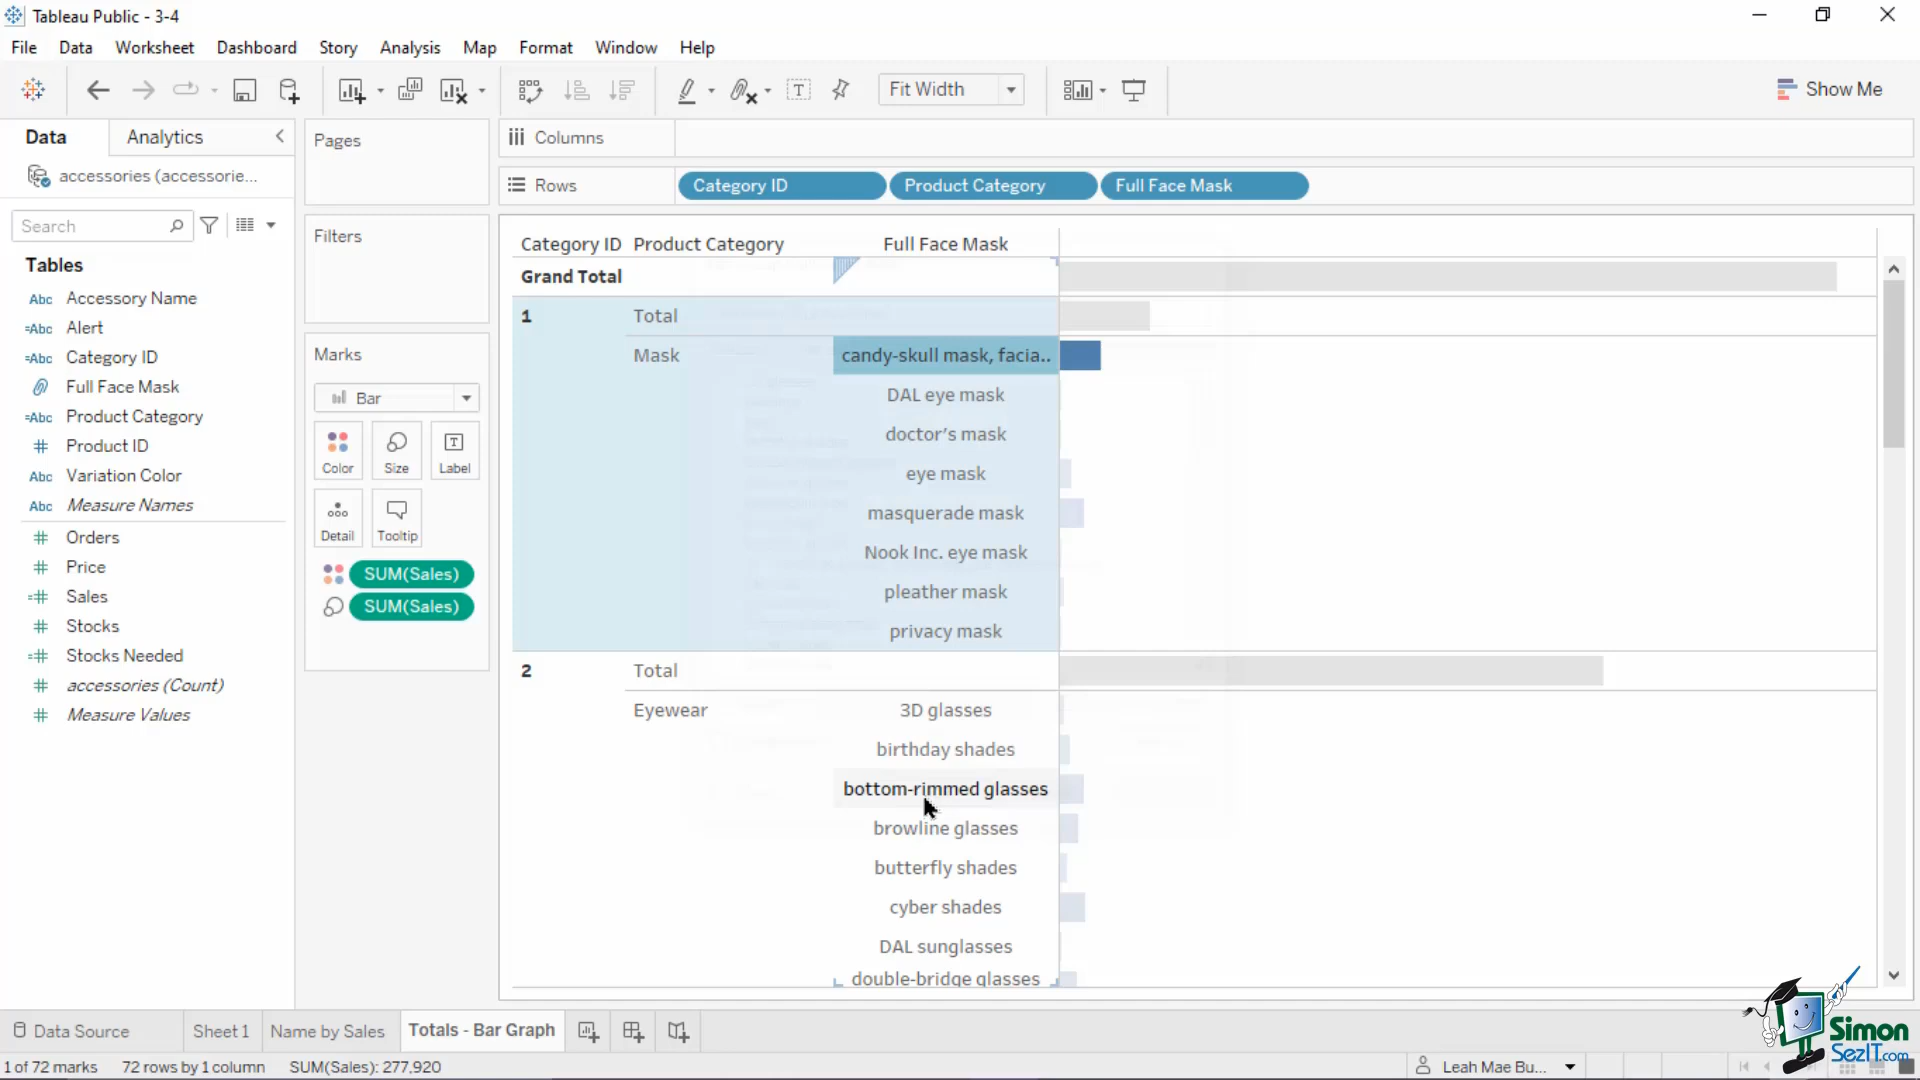 Tableau Public - 3-4
File Data Worksheet Dashboard Story Analysis Map Format Window Help
Fit Width
Show Me
Data Analytics
Pages
Columns
accessories (accessorie...
Rows Category ID Product Category Full Face Mask
Search
Filters
Category ID Product Category Full Face Mask
Tables
Grand Total
Abc Accessory Name
1 Total
=Abc Alert
Marks
Mask candy-skull mask, facia..
=Abc Category ID
Full Face Mask
Bar
DAL eye mask
=Abc Product Category
doctor's mask
Product ID
Color Size Label
eye mask
Abc Variation Color
Abc Measure Names
masquerade mask
Orders
Detail Tooltip
Nook Inc. eye mask
Price
SUM(Sales)
pleather mask
Sales
SUM(Sales)
Stocks
privacy mask
Stocks Needed
2 Total
accessories (Count)
Measure Values
Eyewear 3D glasses
birthday shades
bottom-rimmed glasses
browline glasses
butterfly shades
cyber shades
DAL sunglasses
double-bridge glasses
Data Source Sheet 1 Name by Sales Totals - Bar Graph
Simon
SezIT.com
1 of 72 marks 72 rows by 1 column SUM(Sales): 277,920 Leah Mae Bu...